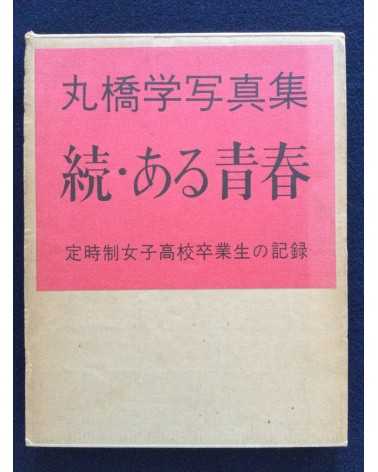 丸橋学写真集
続・ある青春
定時制女子高校卒業生の記録